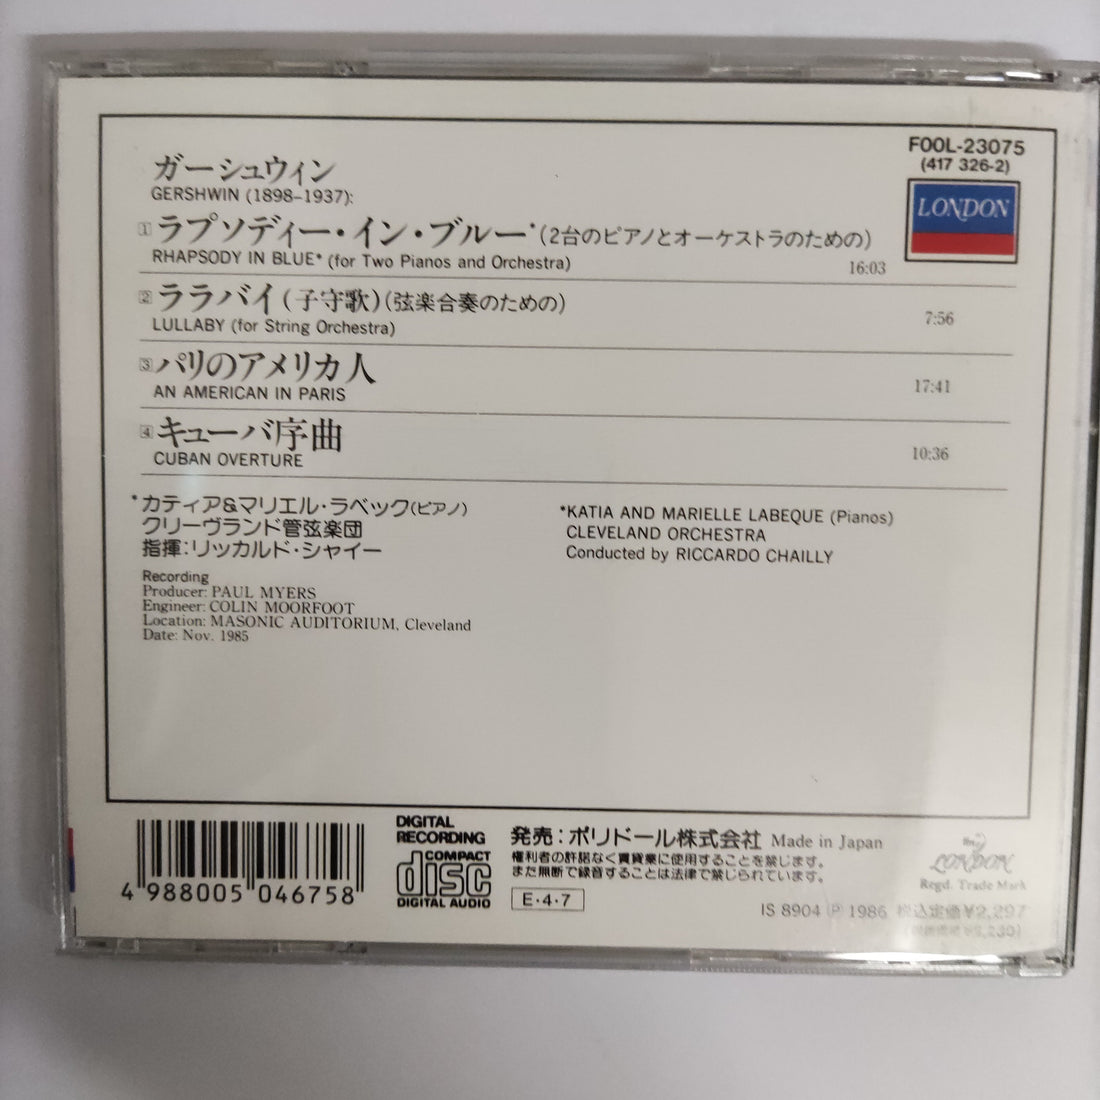 FOOL-23075
(417 326-2)
LONDON
ガーシュウィン
GERSHWIN (1898–1937):
1 ラプソディー・イン・ブルー*(2台のピアノとオーケストラのための)
RHAPSODY IN BLUE* (for Two Pianos and Orchestra)
16:03
2 ララバイ(子守歌)(弦楽合奏のための)
LULLABY (for String Orchestra)
7:56
3 パリのアメリカ人
AN AMERICAN IN PARIS
17:41
4 キューバ序曲
CUBAN OVERTURE
10:36
*カティア&マリエル・ラベック(ピアノ)
クリーヴランド管弦楽団
指揮:リッカルド・シャイー
*KATIA AND MARIELLE LABEQUE (Pianos)
CLEVELAND ORCHESTRA
Conducted by RICCARDO CHAILLY
Recording
Producer: PAUL MYERS
Engineer: COLIN MOORFOOT
Location: MASONIC AUDITORIUM, Cleveland
Date: Nov. 1985
4 988005 046758
DIGITAL
RECORDING
COMPACT
disc
DIGITAL AUDIO
発売:ポリドール株式会社 Made in Japan
権利者の許諾なく賃貸業に使用することを禁じます。
また無断で録音することは法律で禁じられています。
E・4・7
LONDON
Regd. Trade Mark
IS 8904 Ⓟ 1986 税込定価¥2,297